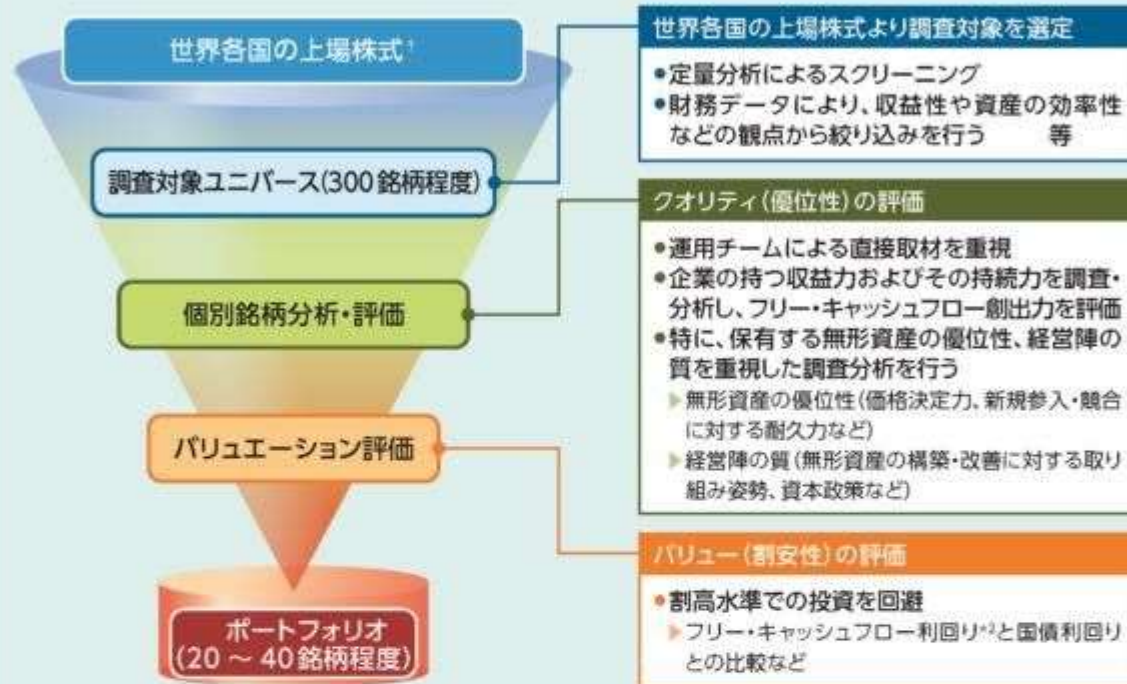 世界各国の上場株式*1
調査対象ユニバース(300銘柄程度)
個別銘柄分析・評価
バリュエーション評価
ポートフォリオ
(20 ～ 40銘柄程度)
世界各国の上場株式より調査対象を選定
●定量分析によるスクリーニング
●財務データにより、収益性や資産の効率性
などの観点から絞り込みを行う 等
クオリティ(優位性)の評価
●運用チームによる直接取材を重視
●企業の持つ収益力およびその持続力を調査・
分析し、フリー・キャッシュフロー創出力を評価
●特に、保有する無形資産の優位性、経営陣の
質を重視した調査分析を行う
▶無形資産の優位性(価格決定力、新規参入・競合
に対する耐久力など)
▶経営陣の質(無形資産の構築・改善に対する取り
組み姿勢、資本政策など)
バリュー(割安性)の評価
●割高水準での投資を回避
▶フリー・キャッシュフロー利回り*2と国債利回り
との比較など